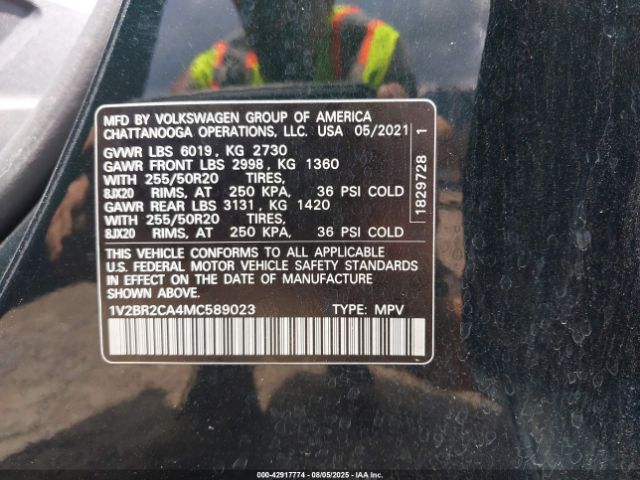 MFD BY VOLKSWAGEN GROUP OF AMERICA
CHATTANOOGA OPERATIONS, LLC. USA 05/2021
GVWR LBS 6019, KG 2730
GAWR FRONT LBS 2998, KG 1360
WITH 255/50R20 TIRES,
8JX20 RIMS, AT 250 KPA, 36 PSI COLD
GAWR REAR LBS 3131, KG 1420
WITH 255/50R20 TIRES,
8JX20 RIMS, AT 250 KPA, 36 PSI COLD
THIS VEHICLE CONFORMS TO ALL APPLICABLE
U.S. FEDERAL MOTOR VEHICLE SAFETY STANDARDS
IN EFFECT ON THE DATE OF MANUFACTURE
SHOWN ABOVE.
1V2BR2CA4MC589023 TYPE: MPV
1829728 1
000-42917774 - 08/05/2025 - IAA Inc.